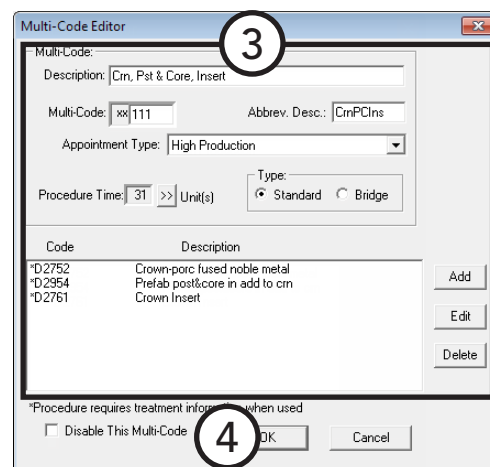 Multi-Code Editor
3
Multi-Code:
Description: Crn, Pst & Core, Insert
Multi-Code: xx 111 Abbrev. Desc.: CrnPCIns
Appointment Type: High Production
Type:
Procedure Time: 31 >> Unit(s) Standard Bridge
Code Description
*D2752 Crown-porc fused noble metal
*D2954 Prefab post&core in add to crn
*D2761 Crown Insert
Add
Edit
Delete
*Procedure requires treatment when used
Disable This Multi-Code 4 Cancel